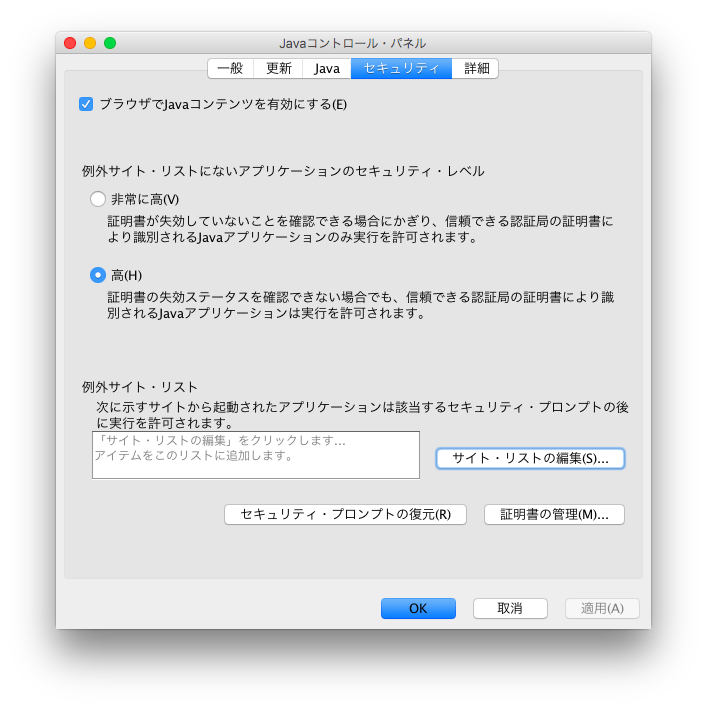 Javaコントロール・パネル
一般 更新 Java セキュリティ 詳細
ブラウザでJavaコンテンツを有効にする(E)
例外サイト・リストにないアプリケーションのセキュリティ・レベル
非常に高(V)
証明書が失効していないことを確認できる場合にかぎり、信頼できる認証局の証明書に
より識別されるJavaアプリケーションのみ実行を許可されます。
高(H)
証明書の失効ステータスを確認できない場合でも、信頼できる認証局の証明書により識
別されるJavaアプリケーションは実行を許可されます。
例外サイト・リスト
次に示すサイトから起動されたアプリケーションは該当するセキュリティ・プロンプトの後
に実行を許可されます。
「サイト・リストの編集」をクリックします...
アイテムをこのリストに追加します。
サイト・リストの編集(S)...
セキュリティ・プロンプトの復元(R) 証明書の管理(M)...
OK 取消 適用(A)